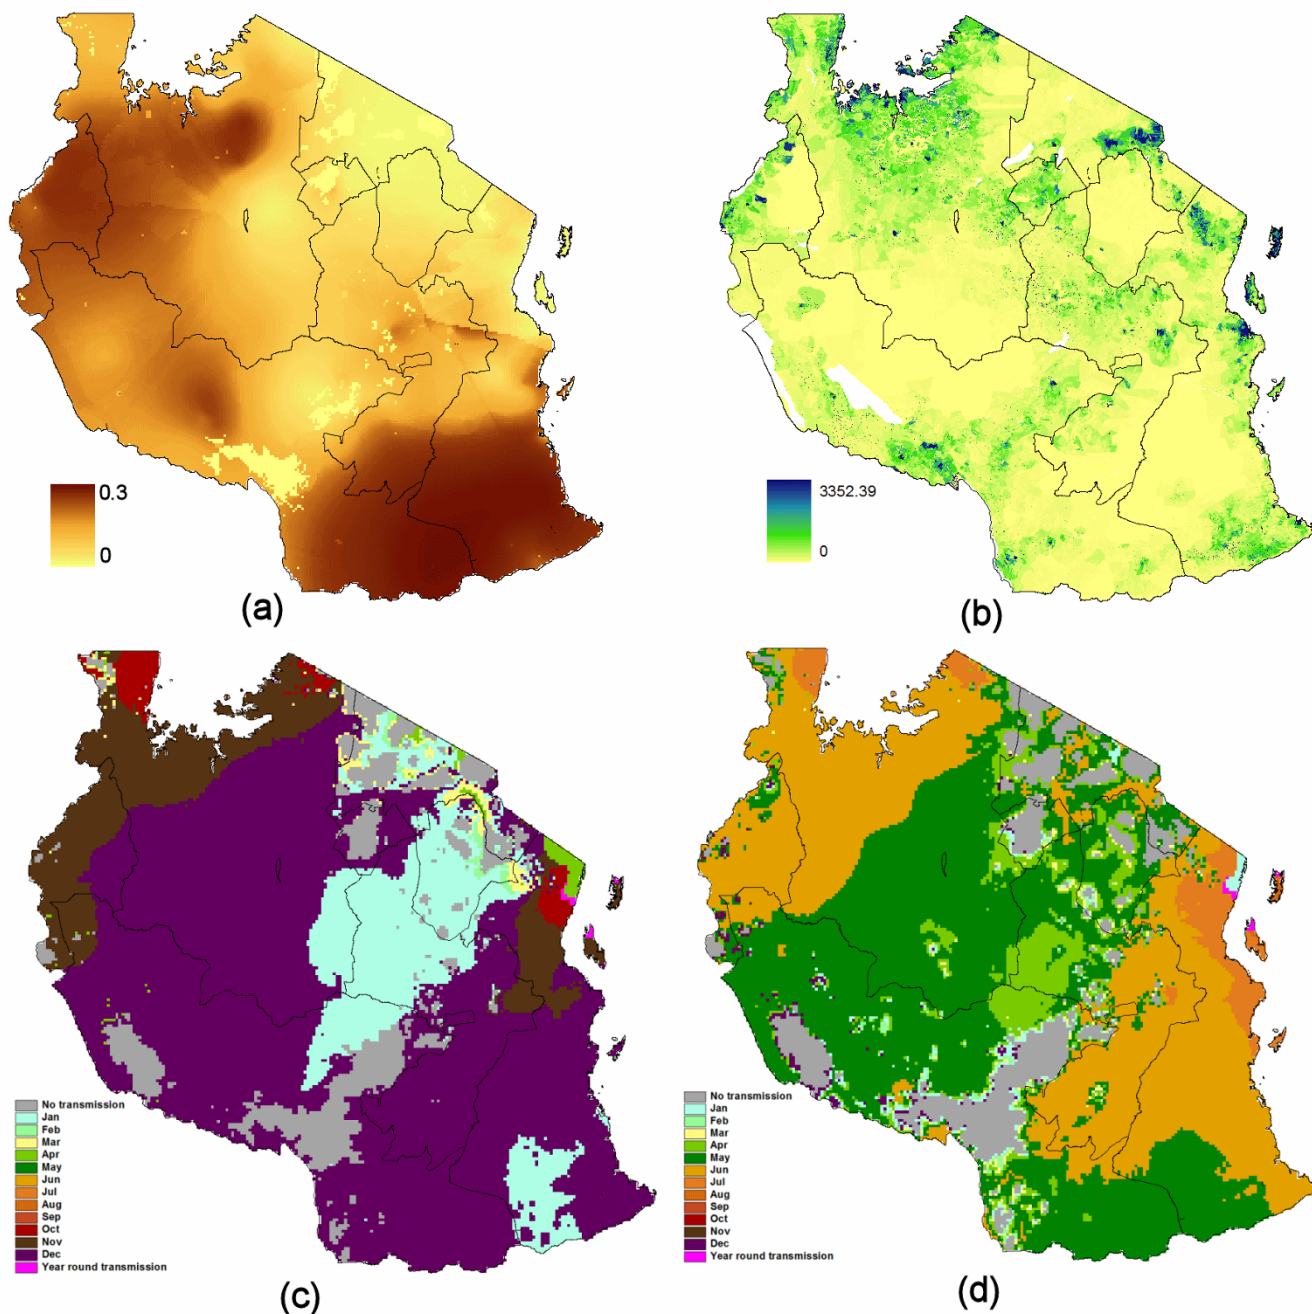 0.3
0
(a)
3352.39
0
(b)
No transmission
Jan
Feb
Mar
Apr
May
Jun
Jul
Aug
Sep
Oct
Nov
Dec
Year round transmission
(c)
No transmission
Jan
Feb
Mar
Apr
May
Jun
Jul
Aug
Sep
Oct
Nov
Dec
Year round transmission
(d)